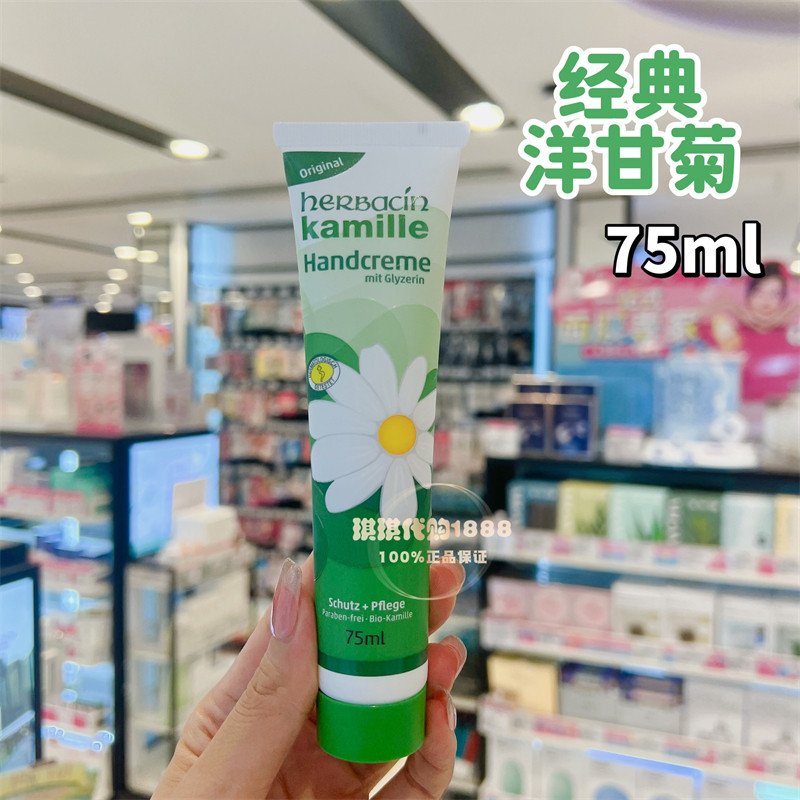 经典
洋甘菊
75ml
Original
herbacin
kamille
Handcreme
mit Glyzerin
琪琪代购1888
100%正品保证
Schutz + Pflege
Paraben-frei · Bio-Kamille
75ml